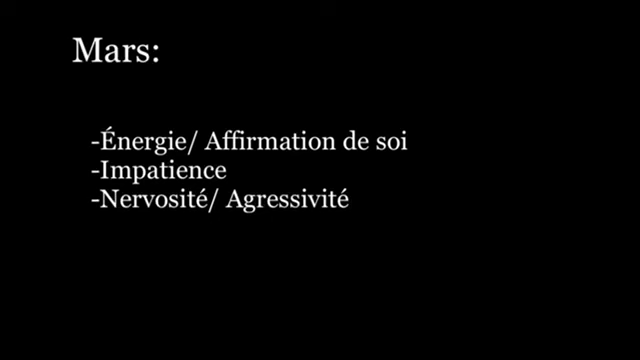 Mars:
-Énergie/ Affirmation de soi
-Impatience
-Nervosité/ Agressivité